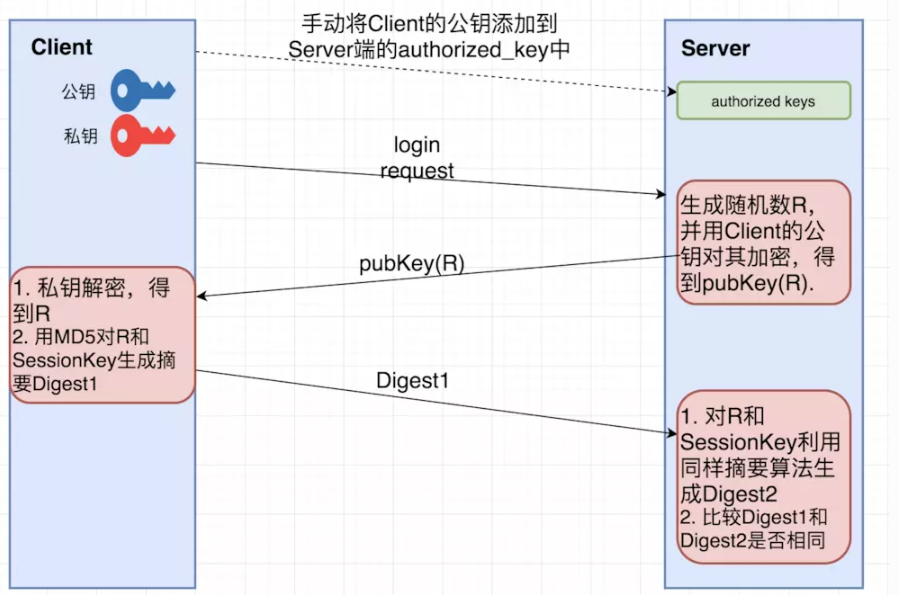 手动将Client的公钥添加到
Server端的authorized_key中
Client
公钥
私钥
Server
authorized keys
login
request
生成随机数R，
并用Client的公
钥对其加密，得
到pubKey(R).
pubKey(R)
1. 私钥解密，得
到R
2. 用MD5对R和
SessionKey生成摘
要Digest1
Digest1
1. 对R和
SessionKey利用
同样摘要算法生
成Digest2
2. 比较Digest1和
Digest2是否相同